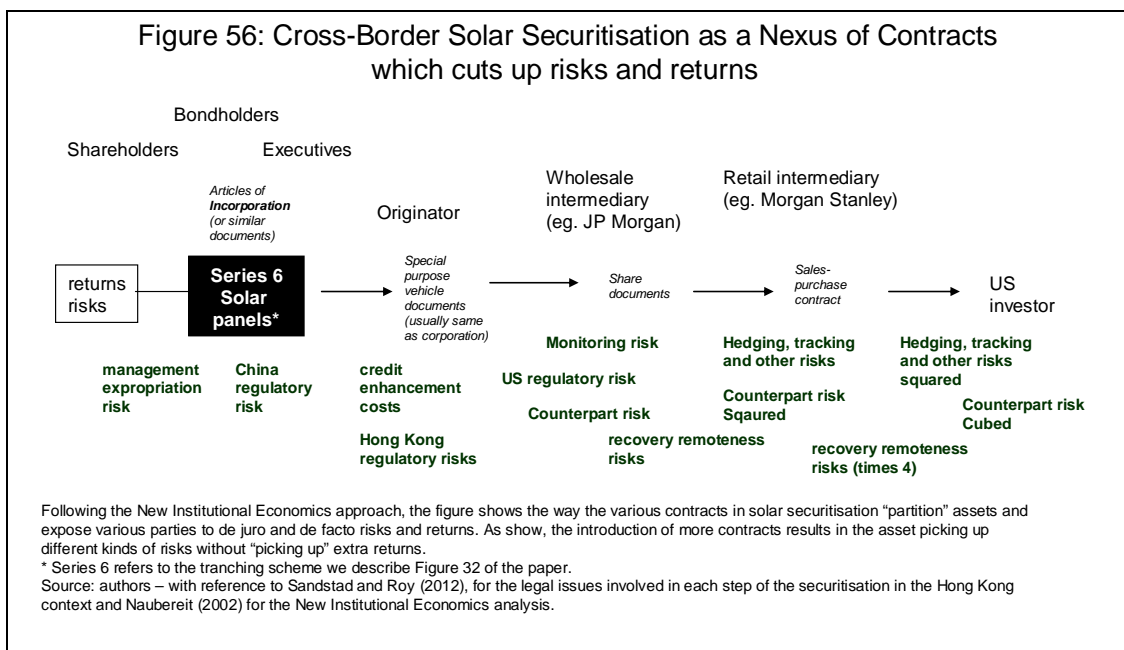 Figure 56: Cross-Border Solar Securitisation as a Nexus of Contracts
which cuts up risks and returns
Bondholders
Shareholders
Executives
Articles of
Incorporation
(or similar
documents)
Originator
Wholesale
intermediary
(eg. JP Morgan)
Retail intermediary
(eg. Morgan Stanley)
returns
risks
Series 6
Solar
panels*
Special
purpose
vehicle
documents
(usually same
as corporation)
Share
documents
Sales-
purchase
contract
US
investor
management
expropriation
risk
China
regulatory
risk
credit
enhancement
costs
Hong Kong
regulatory risks
Monitoring risk
US regulatory risk
Counterpart risk
recovery remoteness
risks
Hedging, tracking
and other risks
Counterpart risk
Sqaured
recovery remoteness
risks (times 4)
Hedging, tracking
and other risks
squared
Counterpart risk
Cubed
Following the New Institutional Economics approach, the figure shows the way the various contracts in solar securitisation “partition” assets and
expose various parties to de juro and de facto risks and returns. As show, the introduction of more contracts results in the asset picking up
different kinds of risks without “picking up” extra returns.
* Series 6 refers to the tranching scheme we describe Figure 32 of the paper.
Source: authors – with reference to Sandstad and Roy (2012), for the legal issues involved in each step of the securitisation in the Hong Kong
context and Naubereit (2002) for the New Institutional Economics analysis.